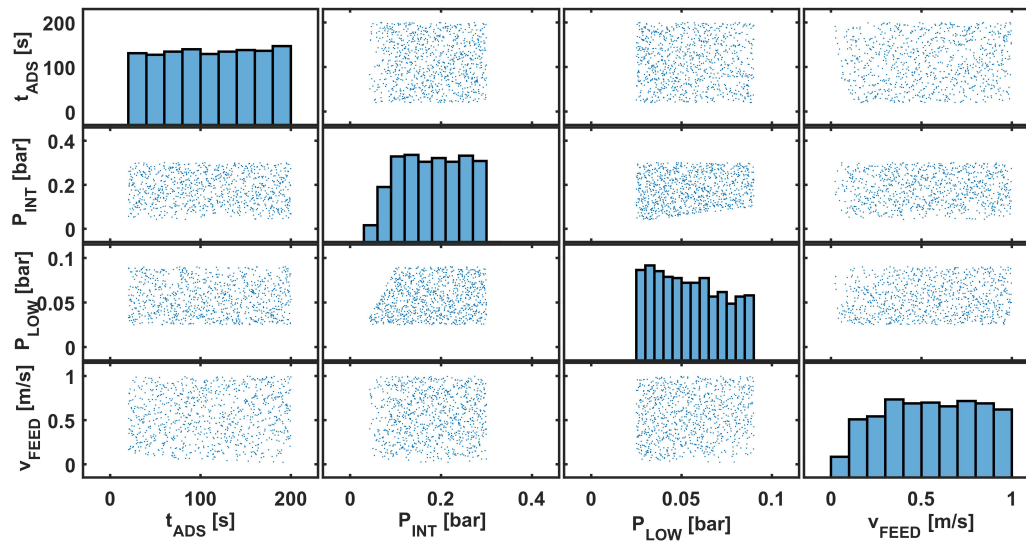 200
100
0
t_ADS [s]
0.4
0.2
0
P_INT [bar]
0.1
0.05
0
P_LOW [bar]
1
0.5
0
v_FEED [m/s]
0 100 200
0 0.2 0.4
0 0.05 0.1
0 0.5 1
t_ADS [s]
P_INT [bar]
P_LOW [bar]
v_FEED [m/s]